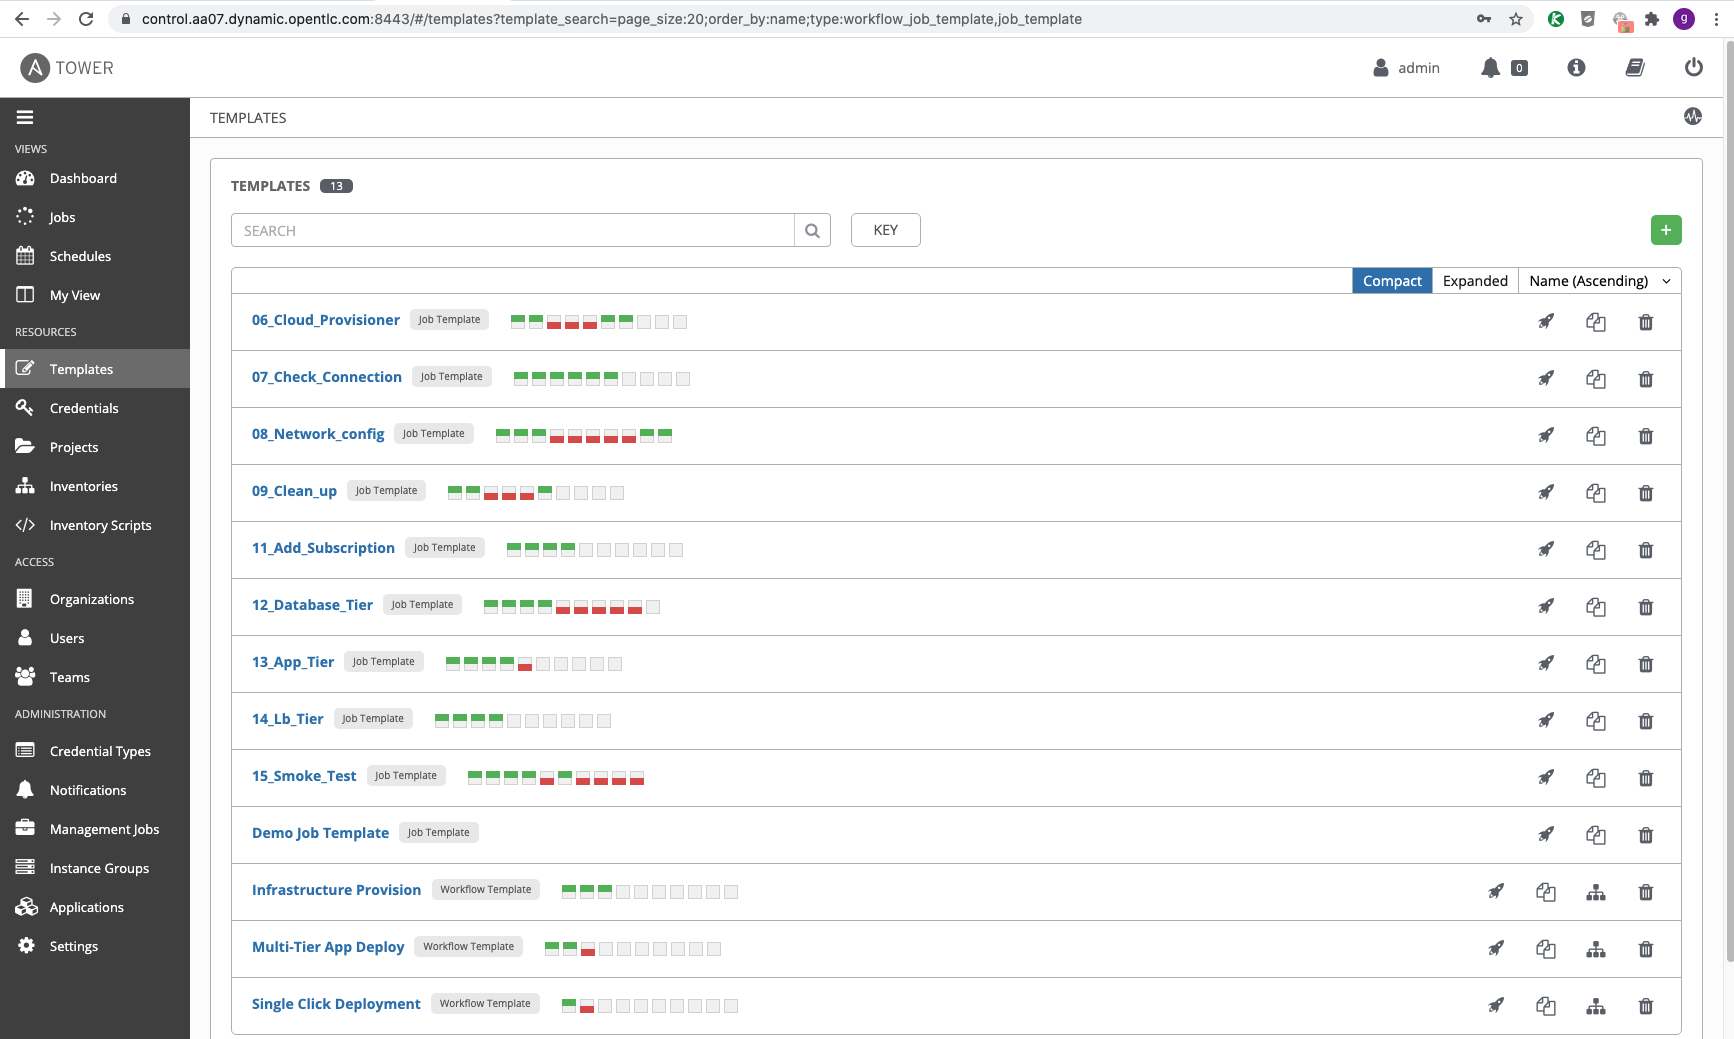 control.aa07.dynamic.opentlc.com:8443/#/templates?template_search=page_size:20;order_by:name;type:workflow_job_template,job_template
g
A TOWER
admin
0
VIEWS
Dashboard
Jobs
Schedules
My View
RESOURCES
Templates
Credentials
Projects
Inventories
Inventory Scripts
ACCESS
Organizations
Users
Teams
ADMINISTRATION
Credential Types
Notifications
Management Jobs
Instance Groups
Applications
Settings
TEMPLATES
TEMPLATES 13
SEARCH
KEY
+
Compact Expanded Name (Ascending)
06_Cloud_Provisioner Job Template
07_Check_Connection Job Template
08_Network_config Job Template
09_Clean_up Job Template
11_Add_Subscription Job Template
12_Database_Tier Job Template
13_App_Tier Job Template
14_Lb_Tier Job Template
15_Smoke_Test Job Template
Demo Job Template Job Template
Infrastructure Provision Workflow Template
Multi-Tier App Deploy Workflow Template
Single Click Deployment Workflow Template